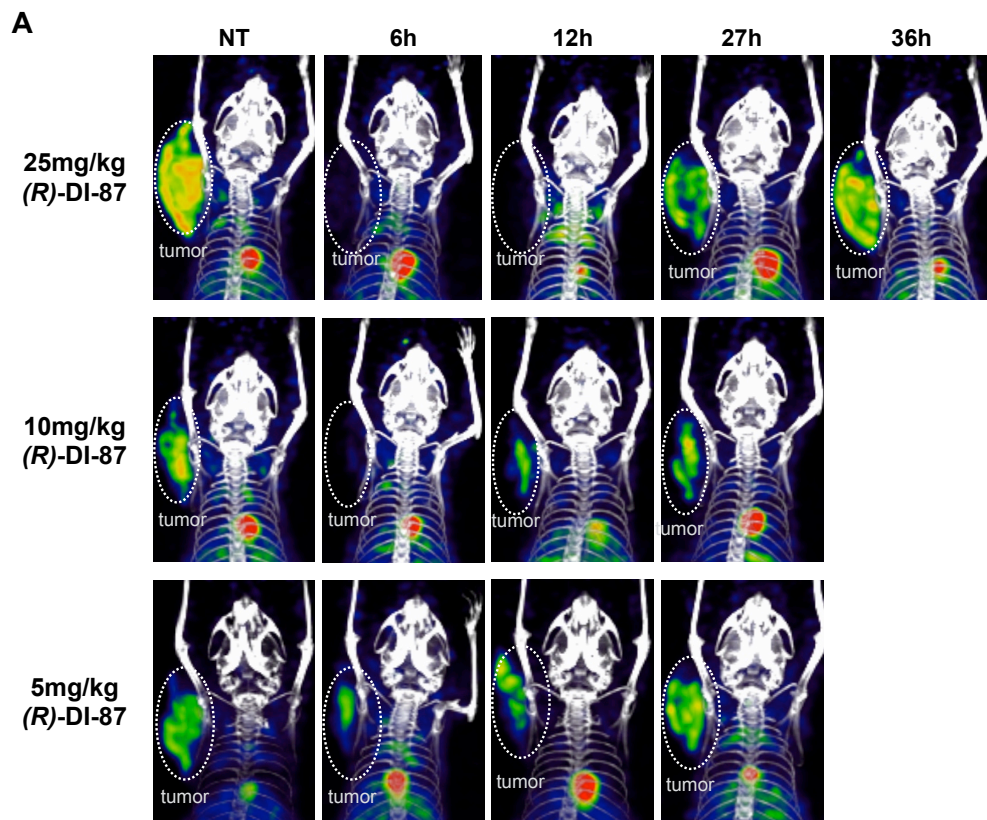 A
NT 6h 12h 27h 36h
25mg/kg
(R)-DI-87
tumor tumor tumor tumor tumor
10mg/kg
(R)-DI-87
tumor tumor tumor tumor
5mg/kg
(R)-DI-87
tumor tumor tumor tumor